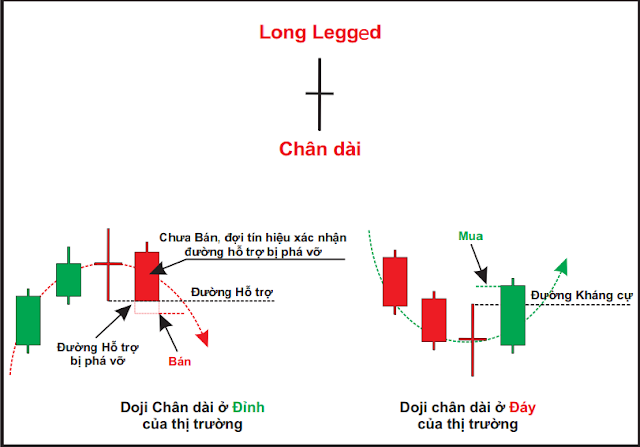 Long Legged
Chân dài
Chưa Bán, đợi tín hiệu xác nhận
đường hỗ trợ bị phá vỡ
Đường Hỗ trợ
Đường Hỗ trợ
bị phá vỡ
Bán
Doji Chân dài ở Đỉnh
của thị trường
Mua
Đường Kháng cự
Doji chân dài ở Đáy
của thị trường